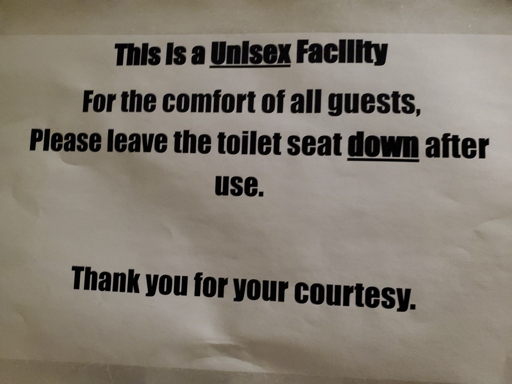 This is a Unisex Facility
For the comfort of all guests,
Please leave the toilet seat down after
use.
Thank you for your courtesy.